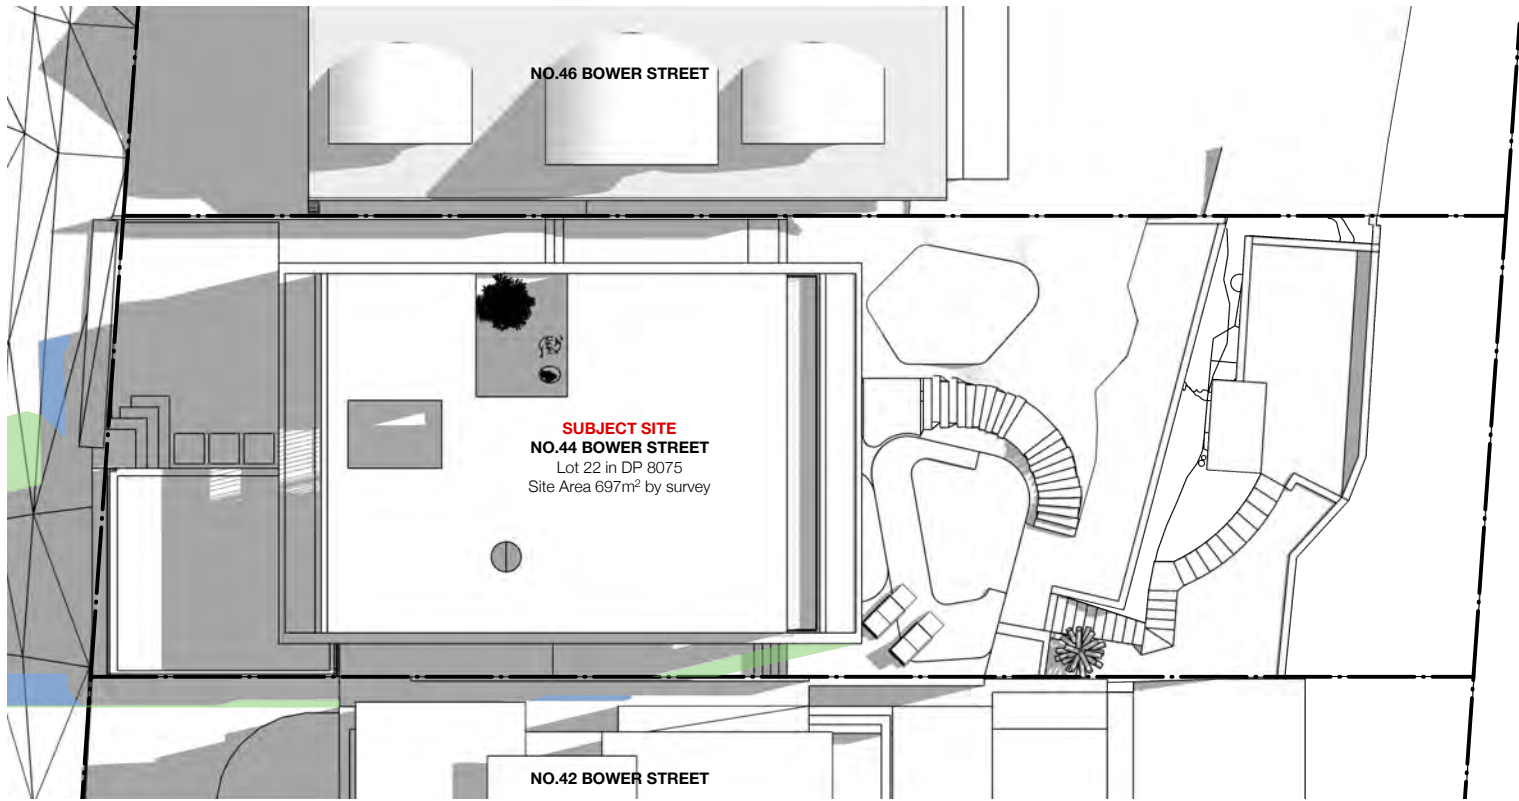 NO.46 BOWER STREET
SUBJECT SITE
NO.44 BOWER STREET
Lot 22 in DP 8075
Site Area 697m² by survey
NO.42 BOWER STREET